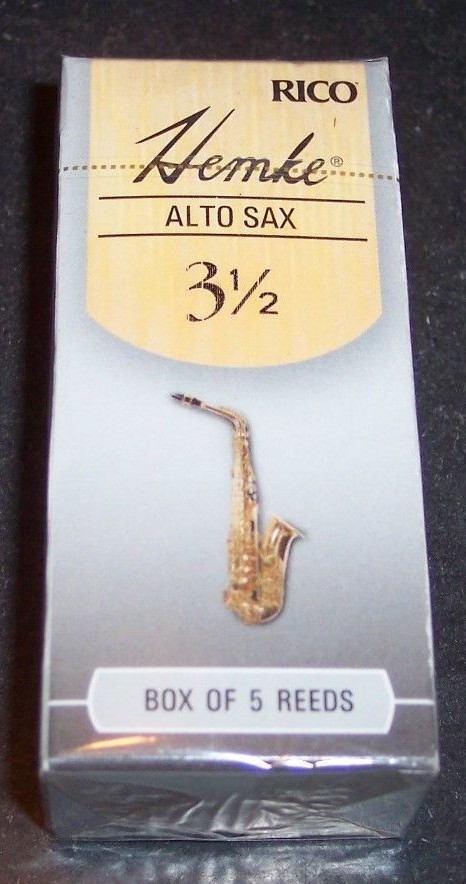 RICO
Hemke®
ALTO SAX
3½
BOX OF 5 REEDS